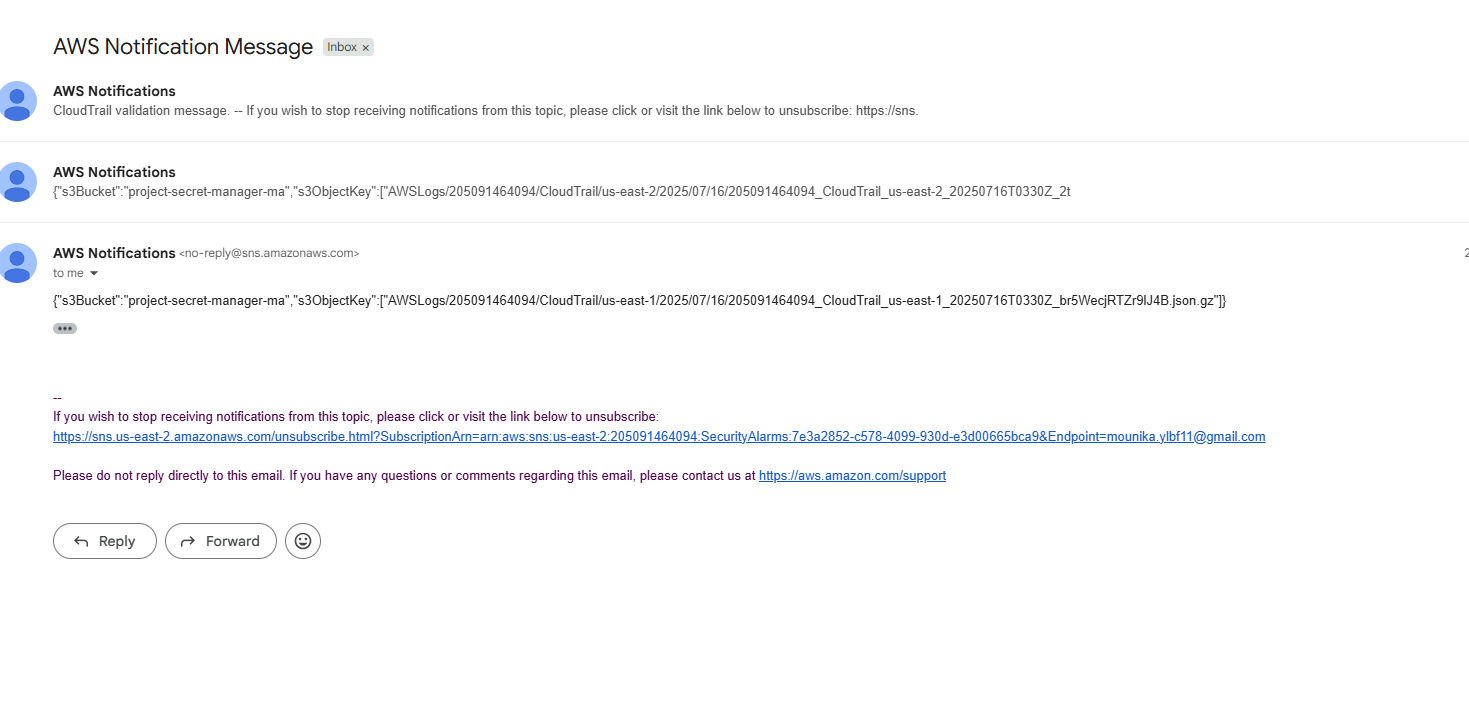 AWS Notification Message Inbox x
AWS Notifications
CloudTrail validation message. -- If you wish to stop receiving notifications from this topic, please click or visit the link below to unsubscribe: https://sns.
AWS Notifications
{"s3Bucket":"project-secret-manager-ma","s3ObjectKey":["AWSLogs/205091464094/CloudTrail/us-east-2/2025/07/16/205091464094_CloudTrail_us-east-2_20250716T0330Z_2t
AWS Notifications <no-reply@sns.amazonaws.com>
2
to me
{"s3Bucket":"project-secret-manager-ma","s3ObjectKey":["AWSLogs/205091464094/CloudTrail/us-east-1/2025/07/16/205091464094_CloudTrail_us-east-1_20250716T0330Z_br5WecjRTZr9lJ4B.json.gz"]}
--
If you wish to stop receiving notifications from this topic, please click or visit the link below to unsubscribe:
https://sns.us-east-2.amazonaws.com/unsubscribe.html?SubscriptionArn=arn:aws:sns:us-east-2:205091464094:SecurityAlarms:7e3a2852-c578-4099-930d-e3d00665bca9&Endpoint=mounika.ylbf11@gmail.com
Please do not reply directly to this email. If you have any questions or comments regarding this email, please contact us at https://aws.amazon.com/support
Reply Forward